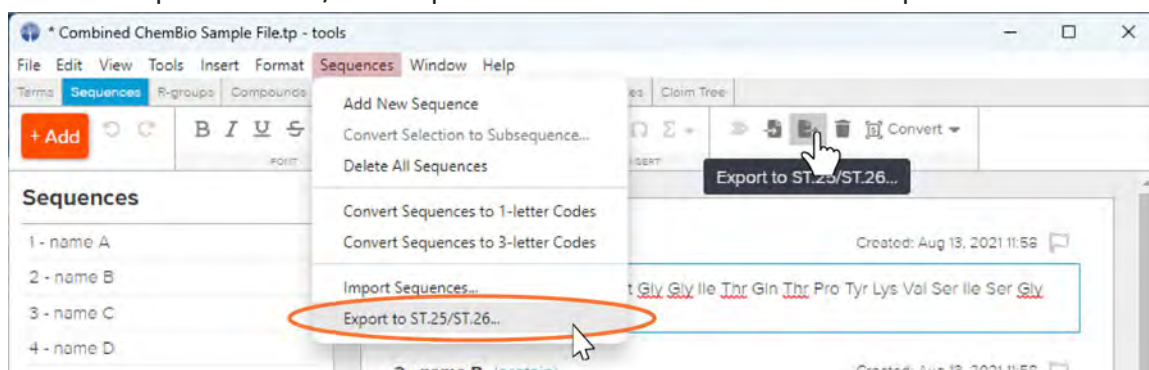 * Combined ChemBio Sample File.tp - tools
File Edit View Tools Insert Format Sequences Window Help
Terms Sequences R-groups Compounds Claim Tree
+ Add B I U S Convert
FONT
Add New Sequence
Convert Selection to Subsequence...
Delete All Sequences
Convert Sequences to 1-letter Codes
Convert Sequences to 3-letter Codes
Import Sequences...
Export to ST.25/ST.26...
Export to ST.25/ST.26...
Sequences
1 - name A
2 - name B
3 - name C
4 - name D
Created: Aug 13, 2021 11:58
Gly Gly Ile Thr Gln Thr Pro Tyr Lys Val Ser Ile Ser Gly